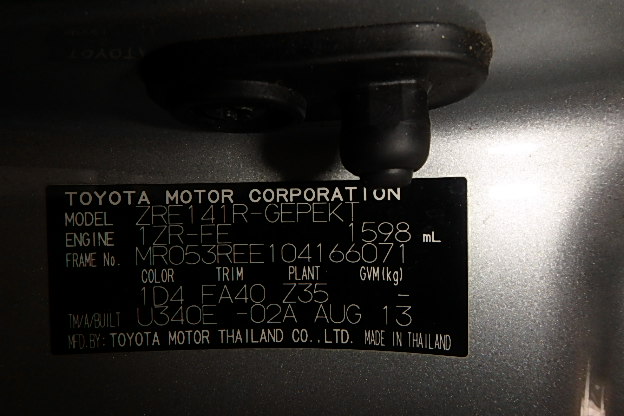 TOYOTA MOTOR CORPORATION
MODEL ZRE141R-GEPEKT
ENGINE 1ZR-FE 1598 mL
FRAME No. MR053REE104166071
COLOR TRIM PLANT GVM(kg)
1D4 EA40 Z35 -
TM/A/BUILT U340E -02A AUG 13
MFD.BY: TOYOTA MOTOR THAILAND CO.,LTD. MADE IN THAILAND